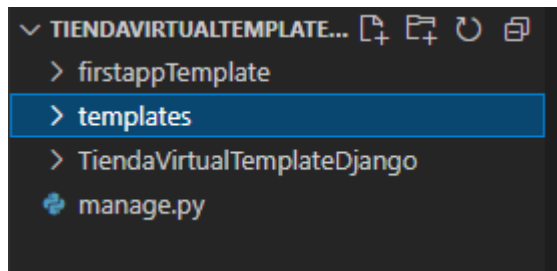 TIENDAVIRTUALTEMPLATE...
firstappTemplate
templates
TiendaVirtualTemplateDjango
manage.py